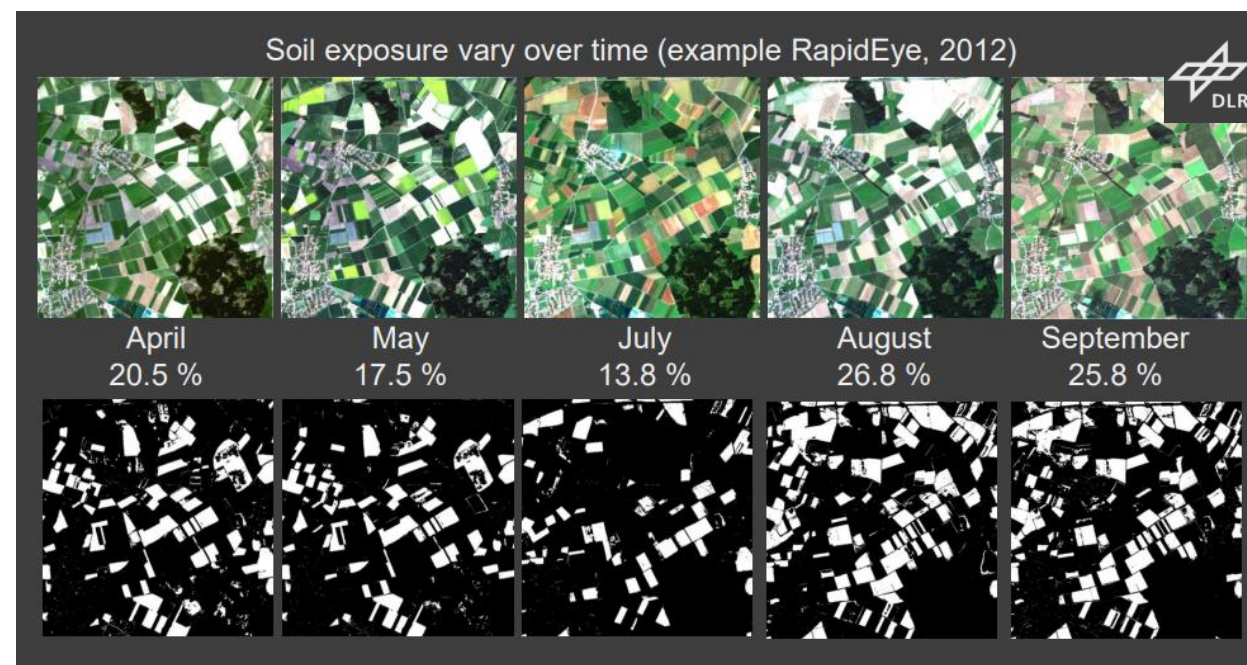 Soil exposure vary over time (example RapidEye, 2012)
DLR
April
20.5 %
May
17.5 %
July
13.8 %
August
26.8 %
September
25.8 %